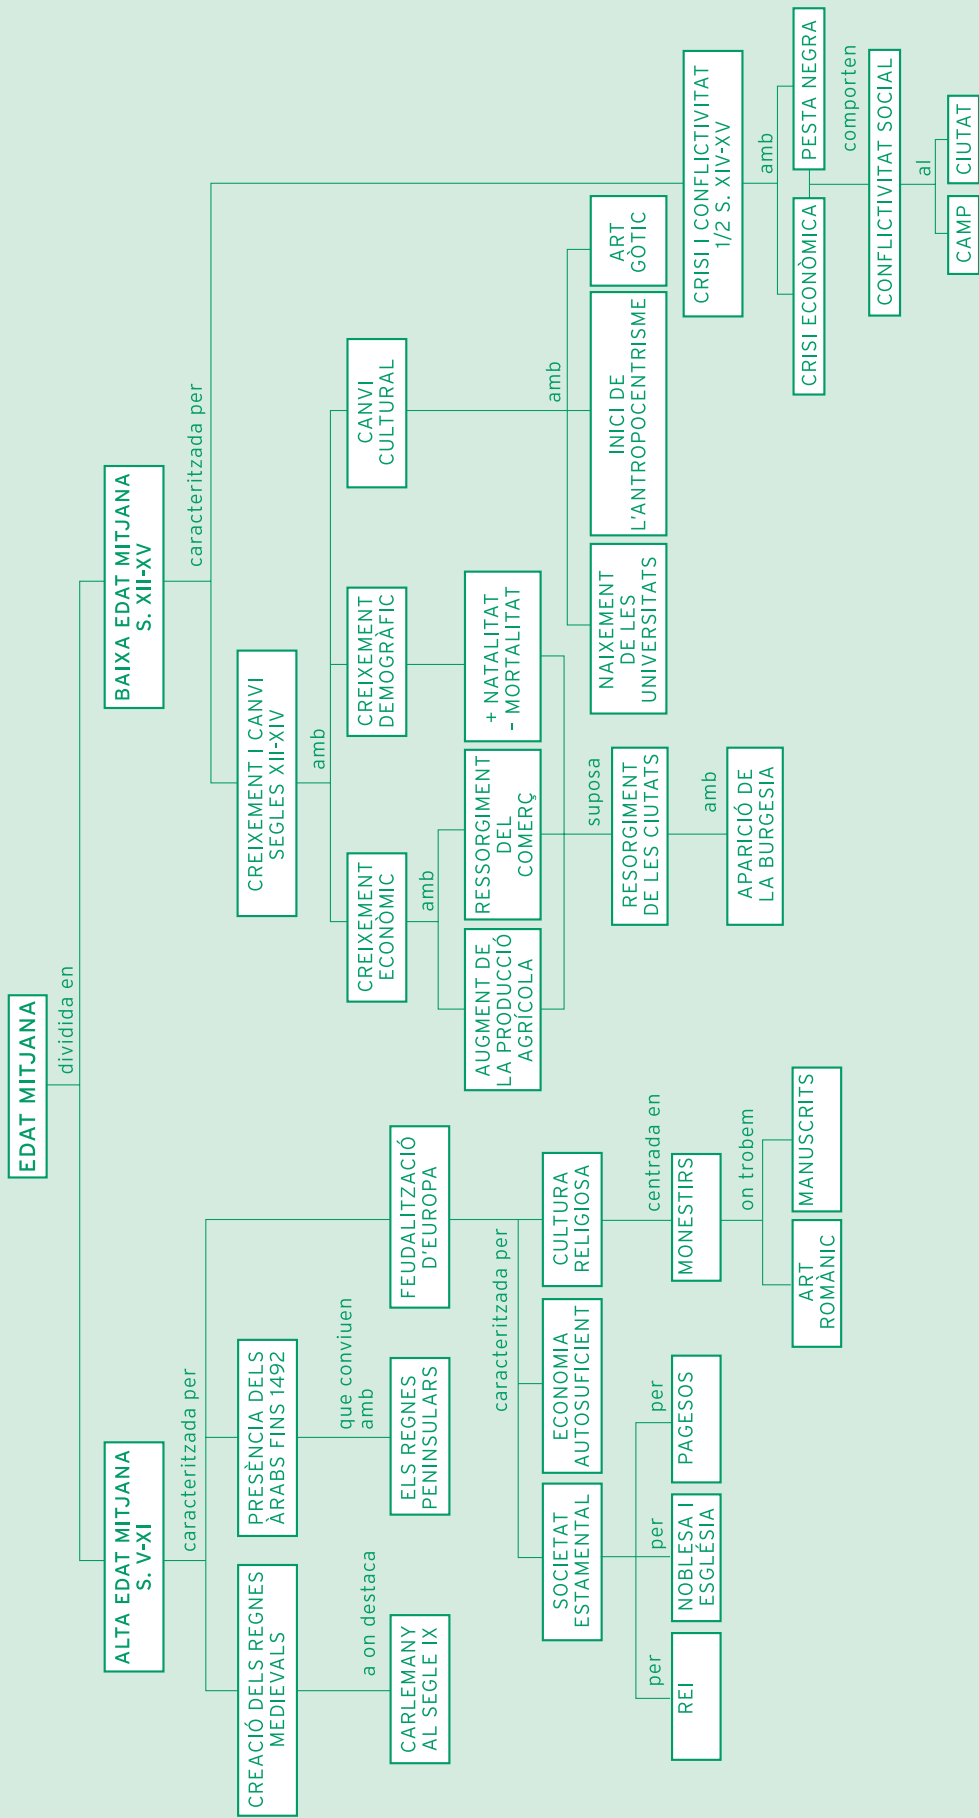 EDAT MITJANA
dividida en
ALTA EDAT MITJANA
S. V-XI
caracteritzada per
CREACIÓ DELS REGNES
MEDIEVALS
a on destaca
CARLEMANY
AL SEGLE IX
PRESÈNCIA DELS
ÀRABS FINS 1492
que conviuen
amb
ELS REGNES
PENINSULARS
FEUDALITZACIÓ
D'EUROPA
caracteritzada per
SOCIETAT
ESTAMENTAL
per
REI
per
NOBLESA I
ESGLÉSIA
per
PAGESOS
ECONOMIA
AUTOSUFICIENT
CULTURA
RELIGIOSA
centrada en
MONESTIRS
on trobem
ART
ROMÀNIC
MANUSCRITS
BAIXA EDAT MITJANA
S. XII-XV
caracteritzada per
CREIXEMENT I CANVI
SEGLES XII-XIV
amb
CREIXEMENT
ECONÒMIC
amb
AUGMENT DE
LA PRODUCCIÓ
AGRÍCOLA
RESSORGIMENT
DEL
COMERÇ
CREIXEMENT
DEMOGRÀFIC
+ NATALITAT
- MORTALITAT
suposa
RESORGIMENT
DE LES CIUTATS
amb
APARICIÓ DE
LA BURGESIA
CANVI
CULTURAL
amb
NAIXEMENT
DE LES
UNIVERSITATS
INICI DE
L'ANTROPOCENTRISME
ART
GÒTIC
CRISI I CONFLICTIVITAT
1/2 S. XIV-XV
amb
CRISI ECONÒMICA
PESTA NEGRA
comporten
CONFLICTIVITAT SOCIAL
al
CAMP
CIUTAT